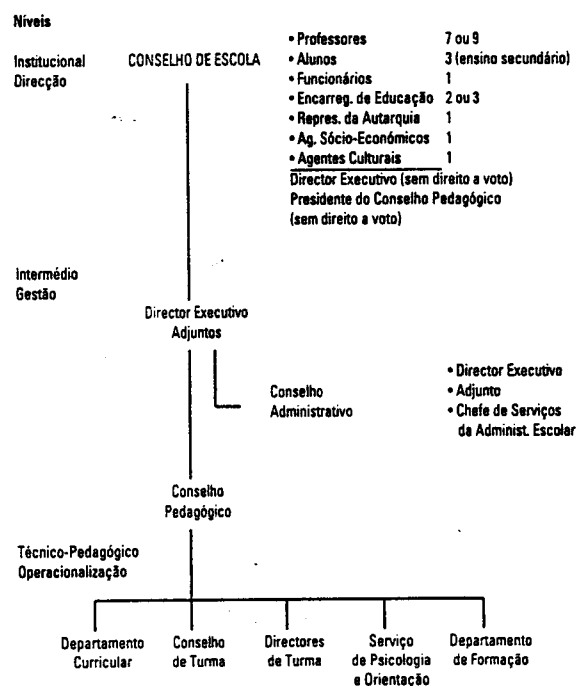 Níveis
Institucional
Direcção
CONSELHO DE ESCOLA
• Professores 7 ou 9
• Alunos 3 (ensino secundário)
• Funcionários 1
• Encarreg. de Educação 2 ou 3
• Repres. da Autarquia 1
• Ag. Sócio-Económicos 1
• Agentes Culturais 1
Director Executivo (sem direito a voto)
Presidente do Conselho Pedagógico
(sem direito a voto)
Intermédio
Gestão
Director Executivo
Adjuntos
Conselho
Administrativo
• Director Executivo
• Adjunto
• Chefe de Serviços
da Administ. Escolar
Conselho
Pedagógico
Técnico-Pedagógico
Operacionalização
Departamento
Curricular
Conselho
de Turma
Directores
de Turma
Serviço
de Psicologia
e Orientação
Departamento
de Formação